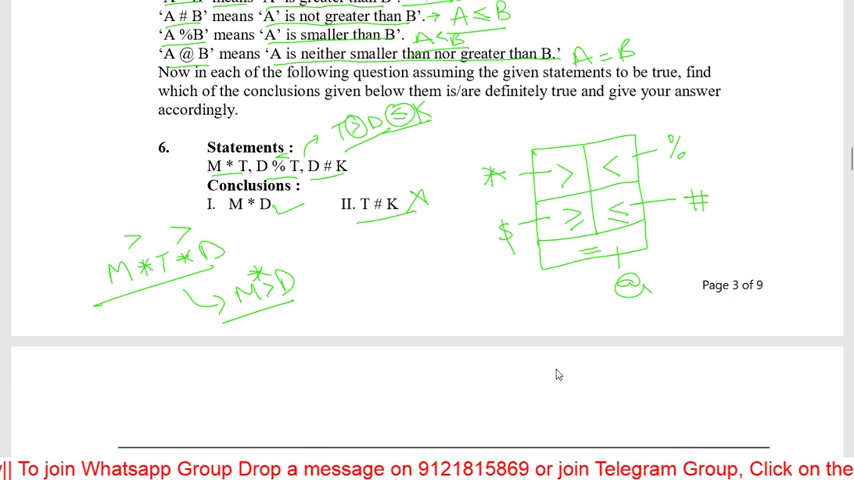 'A # B' means 'A' is not greater than B'. → A ≤ B
'A %B' means 'A' is smaller than B'. A < B
'A @ B' means 'A is neither smaller than nor greater than B.' A = B
Now in each of the following question assuming the given statements to be true, find
which of the conclusions given below them is/are definitely true and give your answer
accordingly.
T > D ≤ K
6. Statements :
M * T, D % T, D # K
Conclusions :
I. M * D II. T # K
> >
M * T * D
*
M > D
* > < %
$ ≥ ≤ #
=
@
Page 3 of 9
|| To join Whatsapp Group Drop a message on 9121815869 or join Telegram Group, Click on the